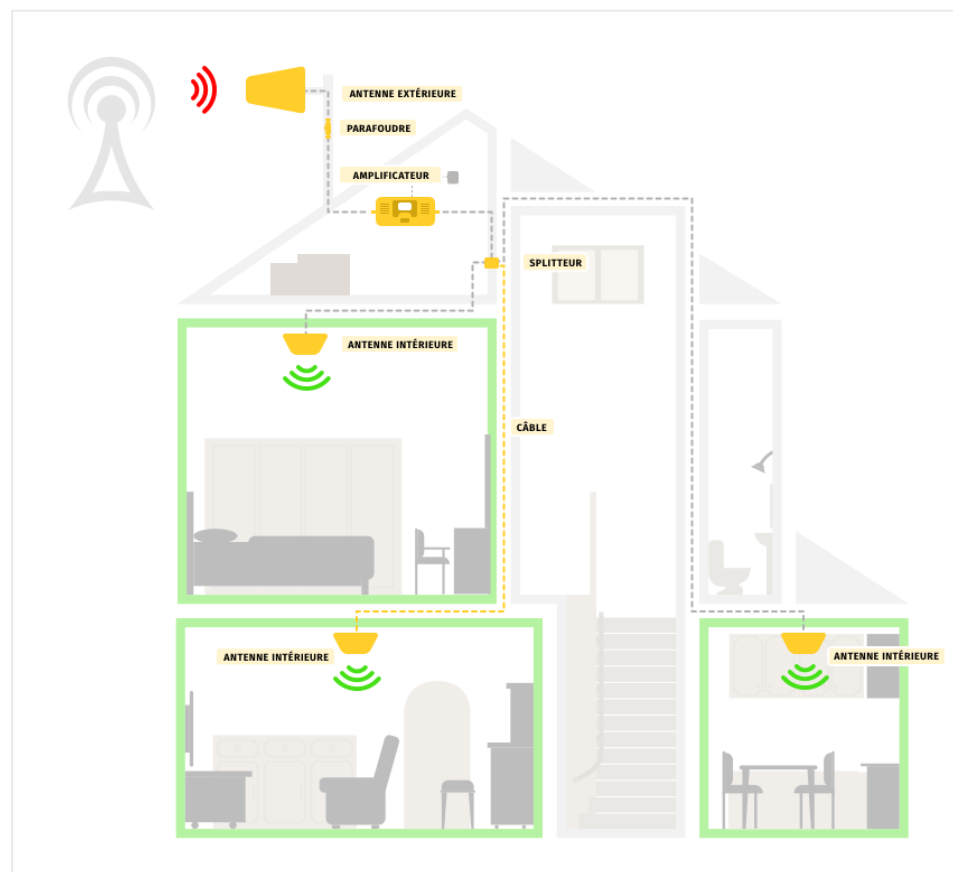 ANTENNE EXTÉRIEURE
PARAFOUDRE
AMPLIFICATEUR
SPLITTEUR
ANTENNE INTÉRIEURE
CÂBLE
ANTENNE INTÉRIEURE
ANTENNE INTÉRIEURE